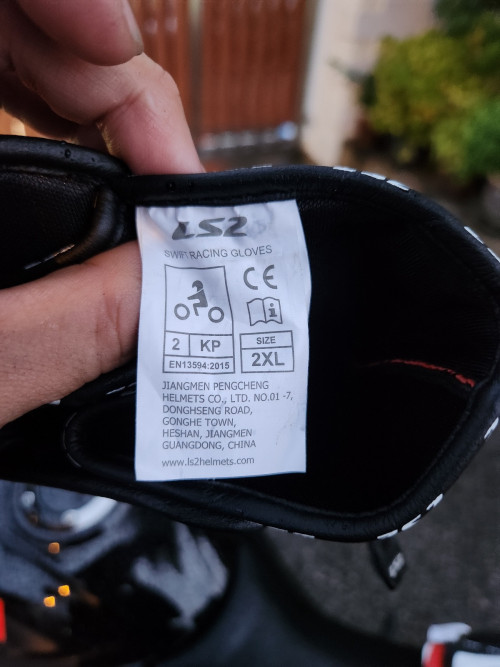 LS2
SWIFT RACING GLOVES
CE
i
2 KP
EN13594:2015
SIZE
2XL
JIANGMEN PENGCHENG
HELMETS CO., LTD. NO.01 -7,
DONGHSENG ROAD,
GONGHE TOWN,
HESHAN, JIANGMEN
GUANGDONG, CHINA
www.ls2helmets.com